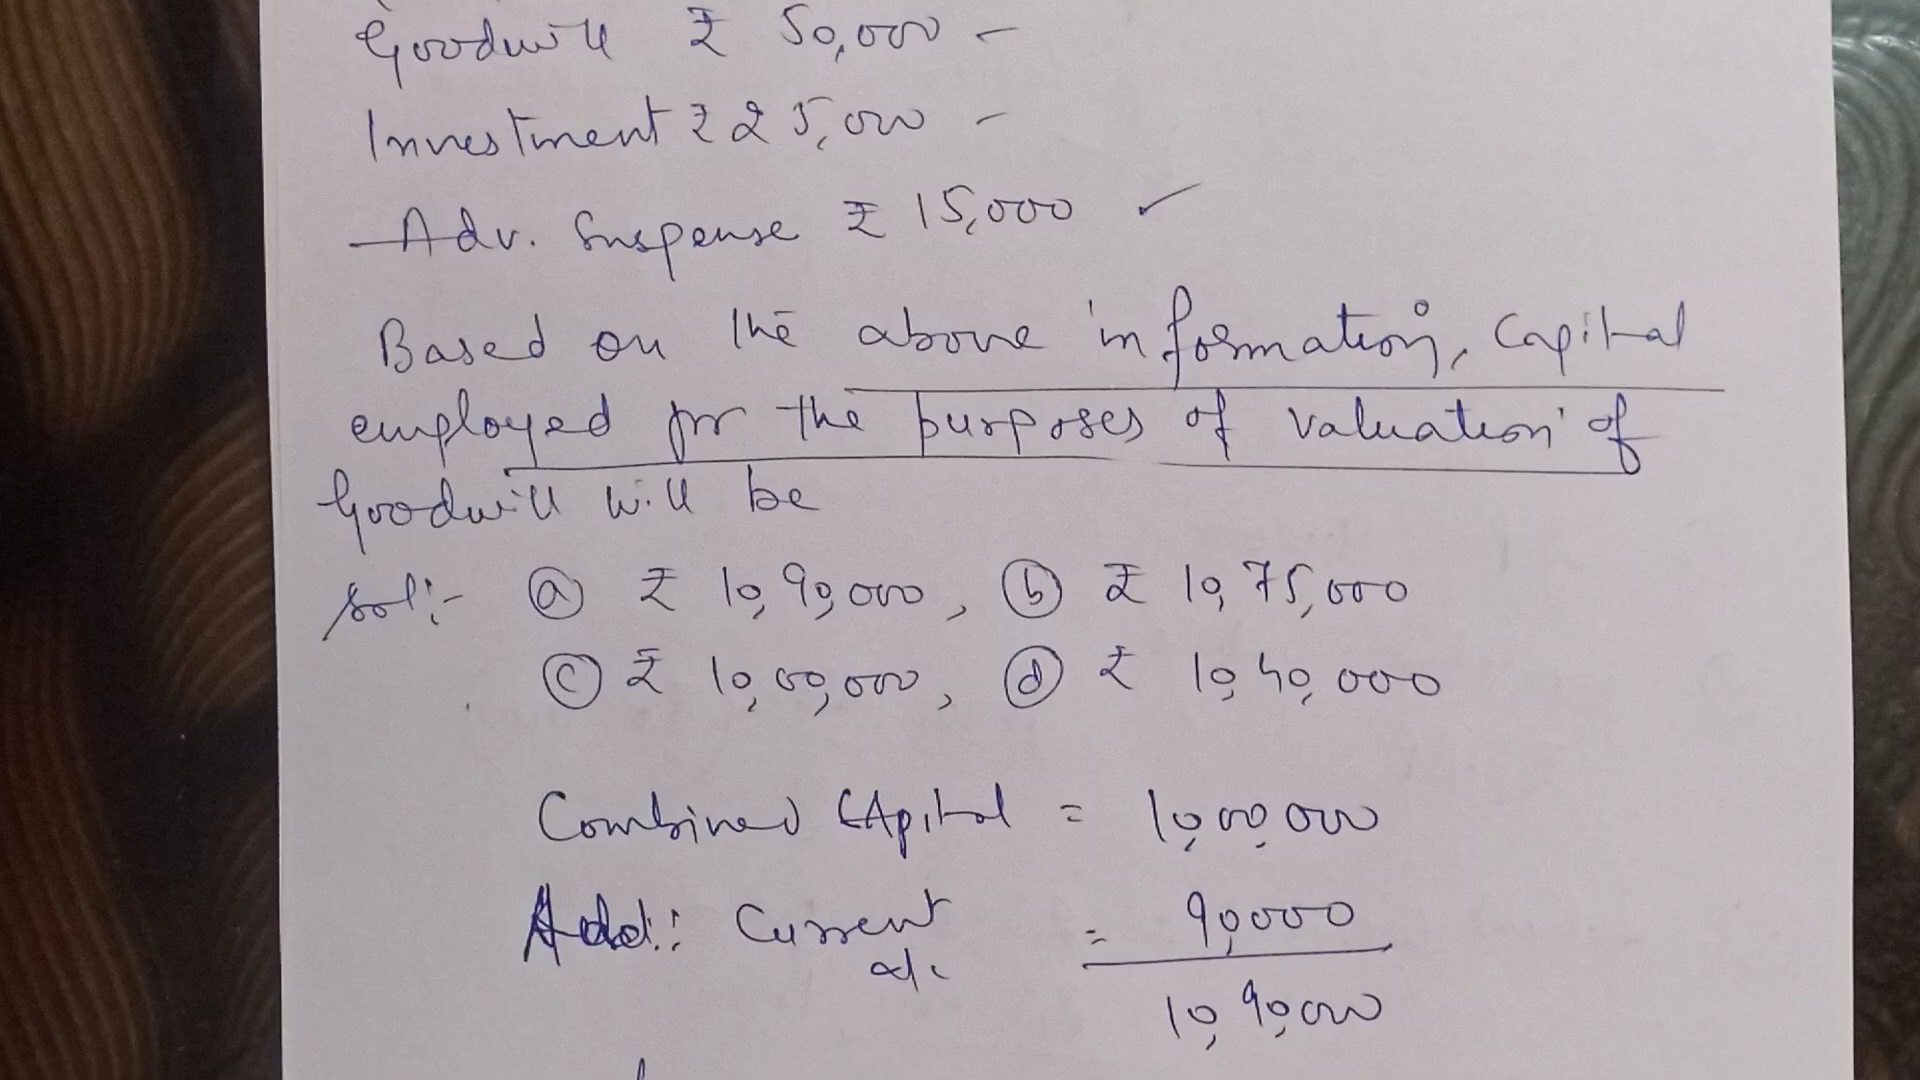 Goodwill ₹ 50,000 -
Investment ₹ 25,000 -
Adv. Suspense ₹ 15,000 ✓
Based on the above information, Capital
employed for the purposes of valuation of
Goodwill will be
Sol:- ⓐ ₹ 10,90,000, ⓑ ₹ 10,75,000
ⓒ ₹ 10,00,000, ⓓ ₹ 10,40,000
Combined Capital = 10,00,000
Add: Current a/c = 90,000
10,90,000